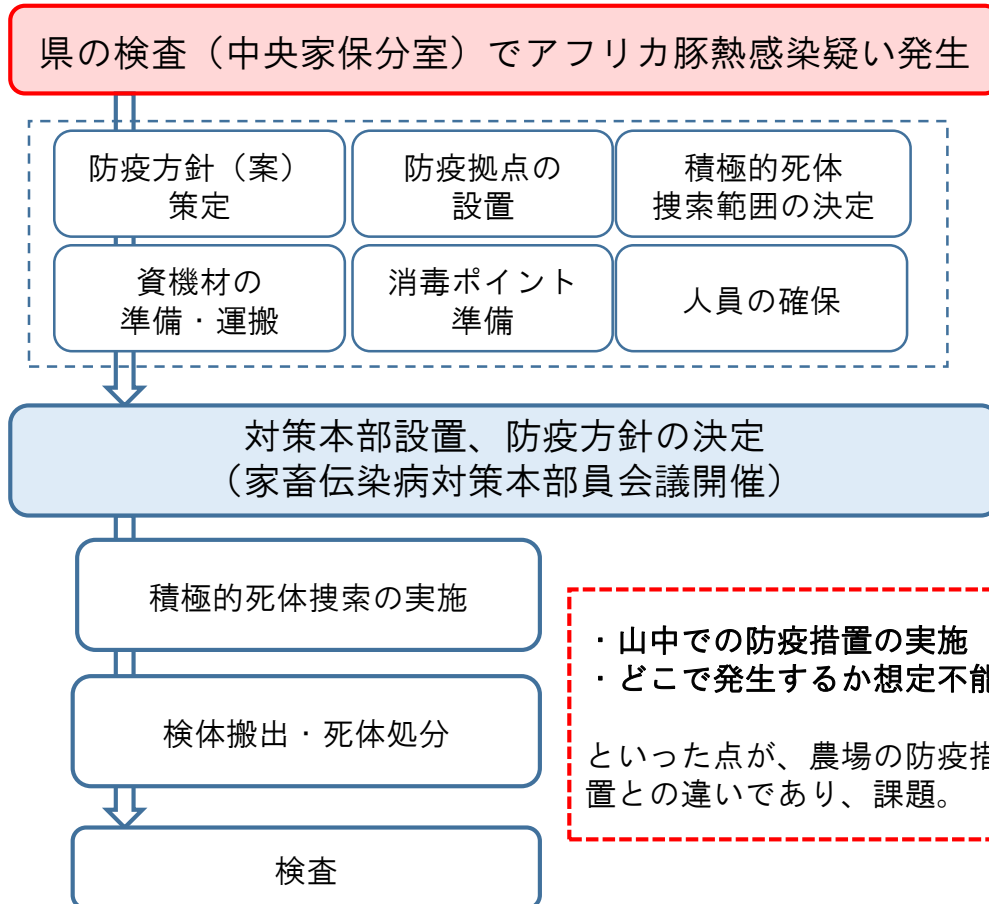 県の検査（中央家保分室）でアフリカ豚熱感染疑い発生
防疫方針（案）
策定
防疫拠点の
設置
積極的死体
捜索範囲の決定
資機材の
準備・運搬
消毒ポイント
準備
人員の確保
対策本部設置、防疫方針の決定
（家畜伝染病対策本部員会議開催）
積極的死体捜索の実施
検体搬出・死体処分
検査
・山中での防疫措置の実施
・どこで発生するか想定不能
といった点が、農場の防疫措
置との違いであり、課題。